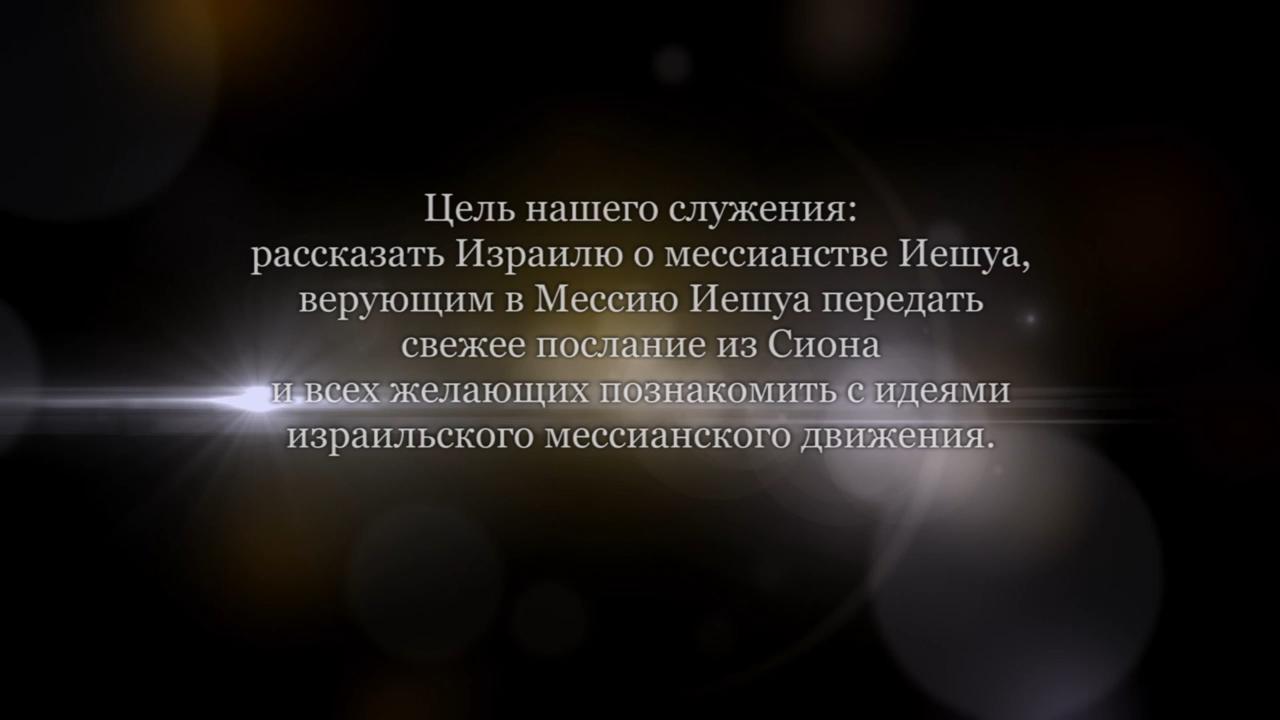 Цель нашего служения:
рассказать Израилю о мессианстве Иешуа,
верующим в Мессию Иешуа передать
свежее послание из Сиона
и всех желающих познакомить с идеями
израильского мессианского движения.